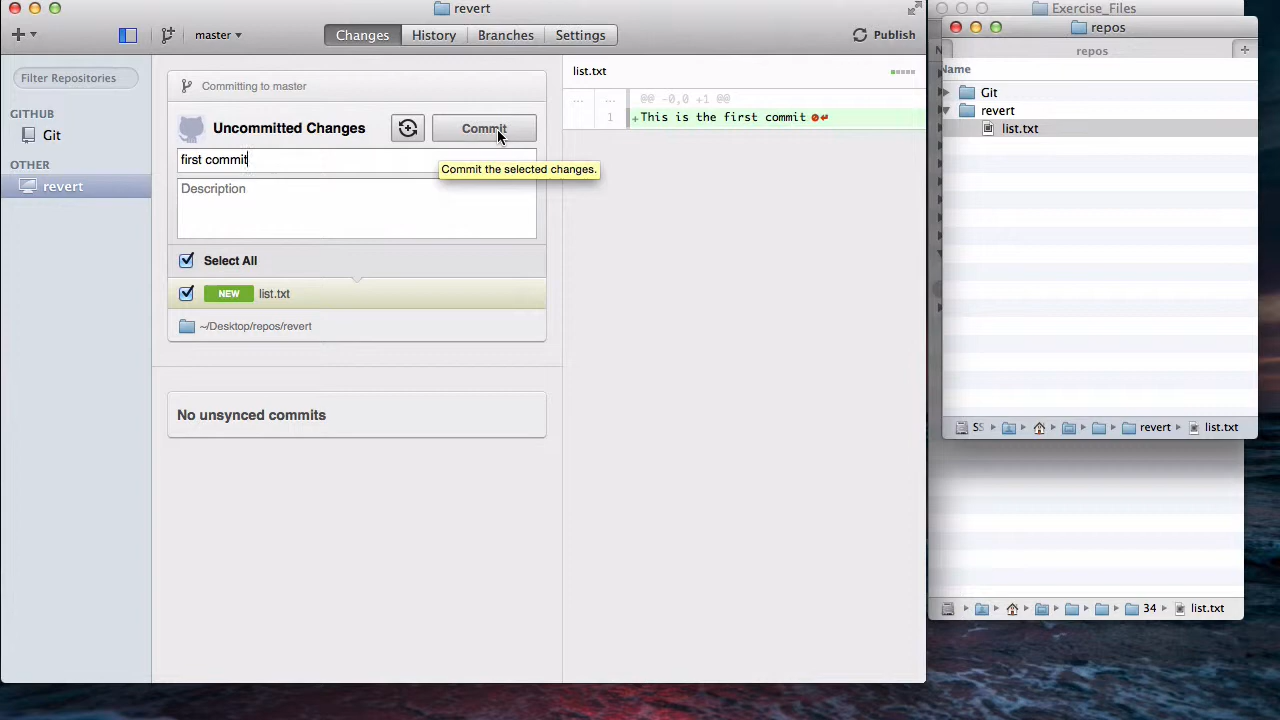 revert
master
Changes
History
Branches
Settings
Publish
Filter Repositories
GITHUB
Git
OTHER
revert
Committing to master
Uncommitted Changes
Commit
first commit
Commit the selected changes.
Description
Select All
NEW list.txt
~/Desktop/repos/revert
No unsynced commits
list.txt
... ... @@ -0,0 +1 @@
1 +This is the first commit
Exercise_Files
repos
repos
Name
Git
revert
list.txt
revert list.txt
34 list.txt